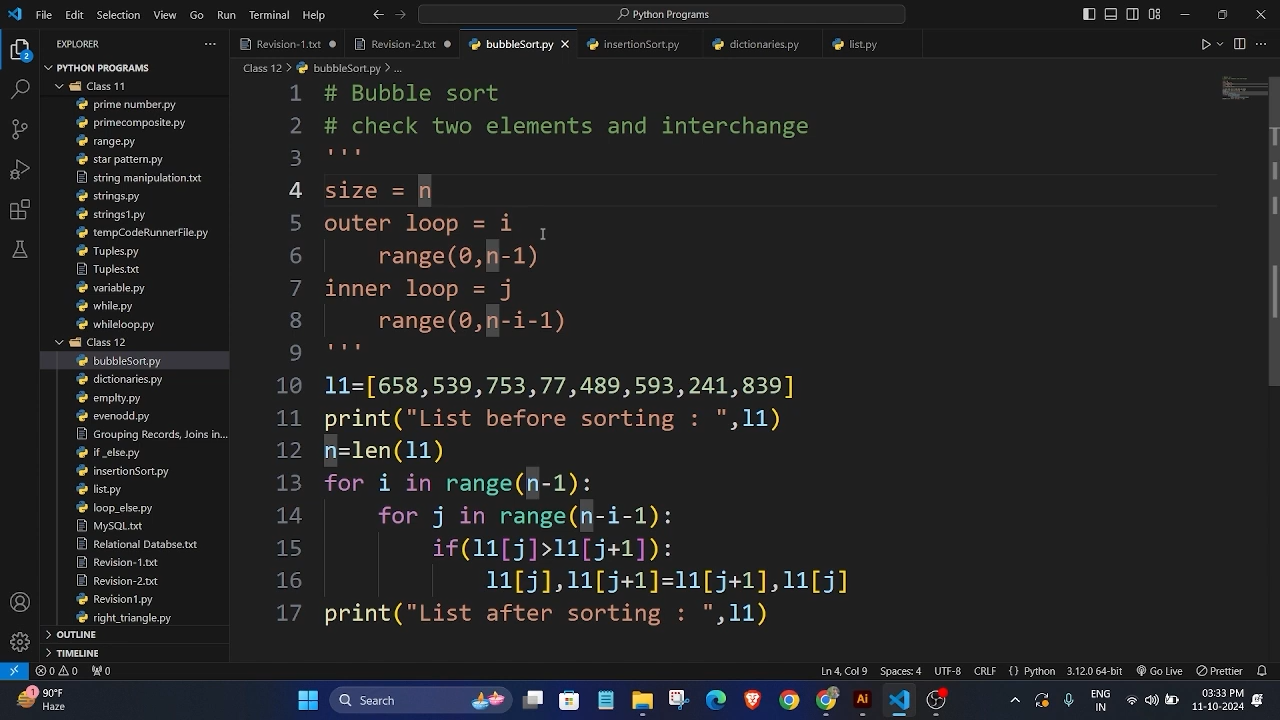 File Edit Selection View Go Run Terminal Help
Python Programs
EXPLORER
Revision-1.txt
Revision-2.txt
bubbleSort.py
insertionSort.py
dictionaries.py
list.py
PYTHON PROGRAMS
Class 12 > bubbleSort.py > ...
Class 11
prime number.py
primecomposite.py
range.py
star pattern.py
string manipulation.txt
strings.py
strings1.py
tempCodeRunnerFile.py
Tuples.py
Tuples.txt
variable.py
while.py
whileloop.py
Class 12
bubbleSort.py
dictionaries.py
emplty.py
evenodd.py
Grouping Records, Joins in...
if _else.py
insertionSort.py
list.py
loop_else.py
MySQL.txt
Relational Databse.txt
Revision-1.txt
Revision-2.txt
Revision1.py
right_triangle.py
OUTLINE
TIMELINE
2
1 # Bubble sort
2 # check two elements and interchange
3 '''
4 size = n
5 outer loop = i
6 range(0,n-1)
7 inner loop = j
8 range(0,n-i-1)
9 '''
10 l1=[658,539,753,77,489,593,241,839]
11 print("List before sorting : ",l1)
12 n=len(l1)
13 for i in range(n-1):
14 for j in range(n-i-1):
15 if(l1[j]>l1[j+1]):
16 l1[j],l1[j+1]=l1[j+1],l1[j]
17 print("List after sorting : ",l1)
0 0 0
Ln 4, Col 9 Spaces: 4 UTF-8 CRLF {} Python 3.12.0 64-bit Go Live Prettier
1
90°F
Haze
Search
Ai
ENG
IN
03:33 PM
11-10-2024